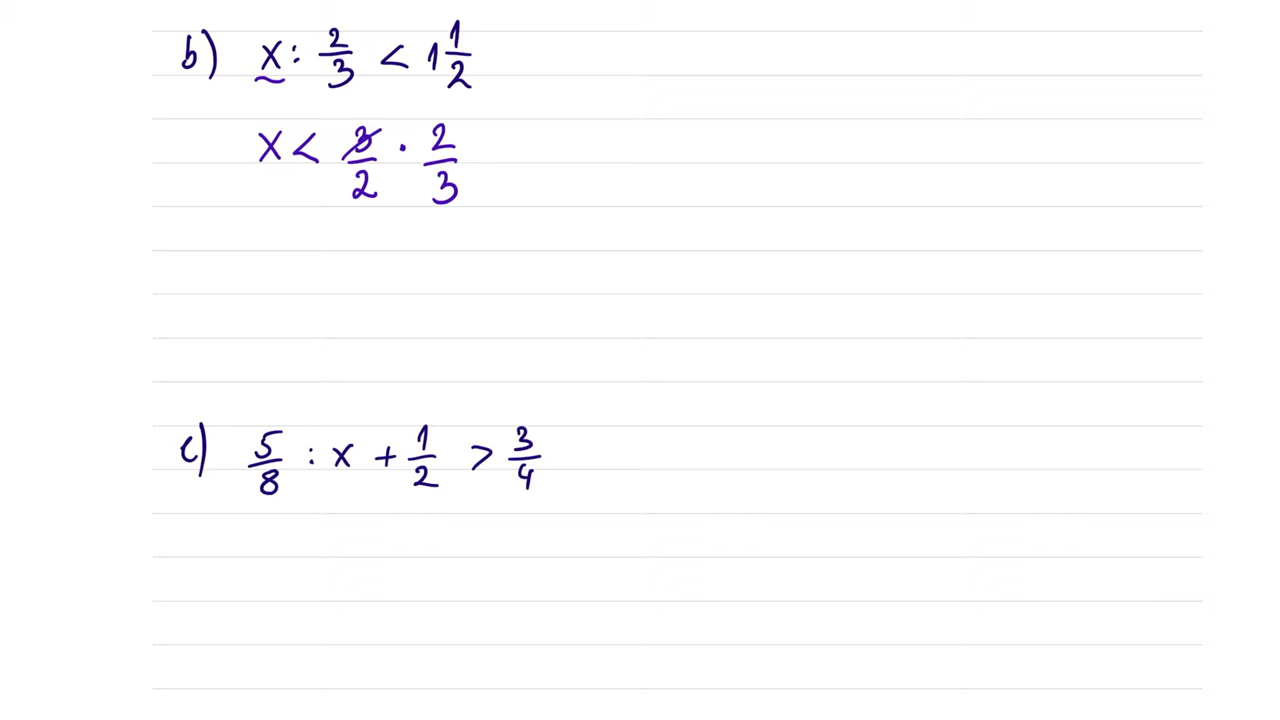 b) x : 2/3 < 1 1/2
x < 3/2 · 2/3
c) 5/8 : x + 1/2 > 3/4